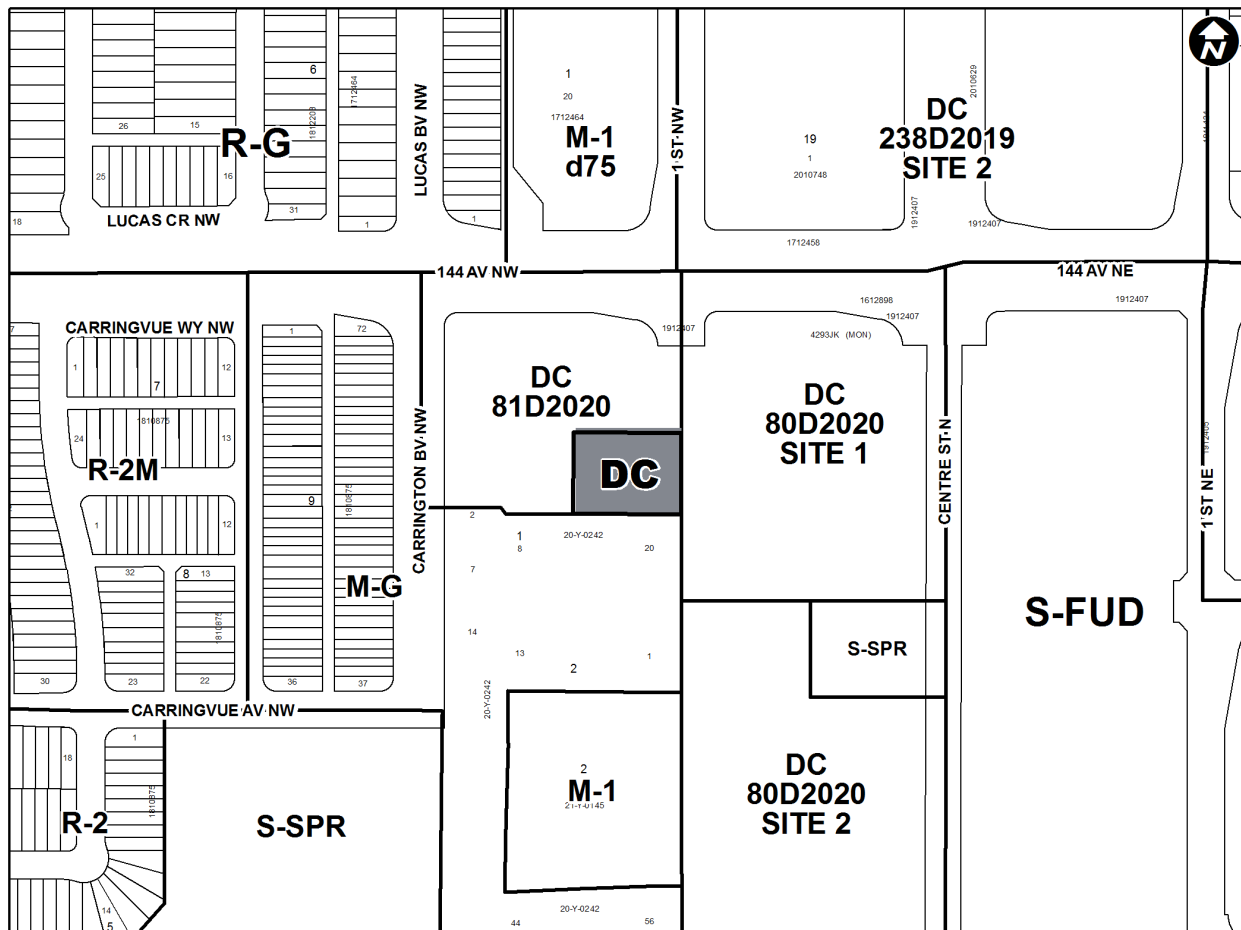 N
6
1712464
1812209
26
15
R-G
25
16
LUCAS BV NW
18
LUCAS CR NW
31
1
1
1
20
1712464
M-1
d75
1 ST NW
19
1
2010748
2010629
DC
238D2019
SITE 2
1912407
1912407
1712458
144 AV NW
144 AV NE
CARRINGVUE WY NW
1
12
7
24
1810875
13
R-2M
1
12
32
8
13
1810875
30
23
22
1
72
9
1810875
M-G
36
37
CARRINGTON BV NW
DC
81D2020
1912407
DC
1612898
1912407
4293JK (MON)
DC
80D2020
SITE 1
CENTRE ST N
1912407
1 ST NE
1912408
S-FUD
2
1
8
20-Y-0242
20
7
14
13
2
1
20-Y-0242
S-SPR
CARRINGVUE AV NW
18
1
1810875
R-2
14
5
S-SPR
2
M-1
21-Y-0145
DC
80D2020
SITE 2
20-Y-0242
44
56